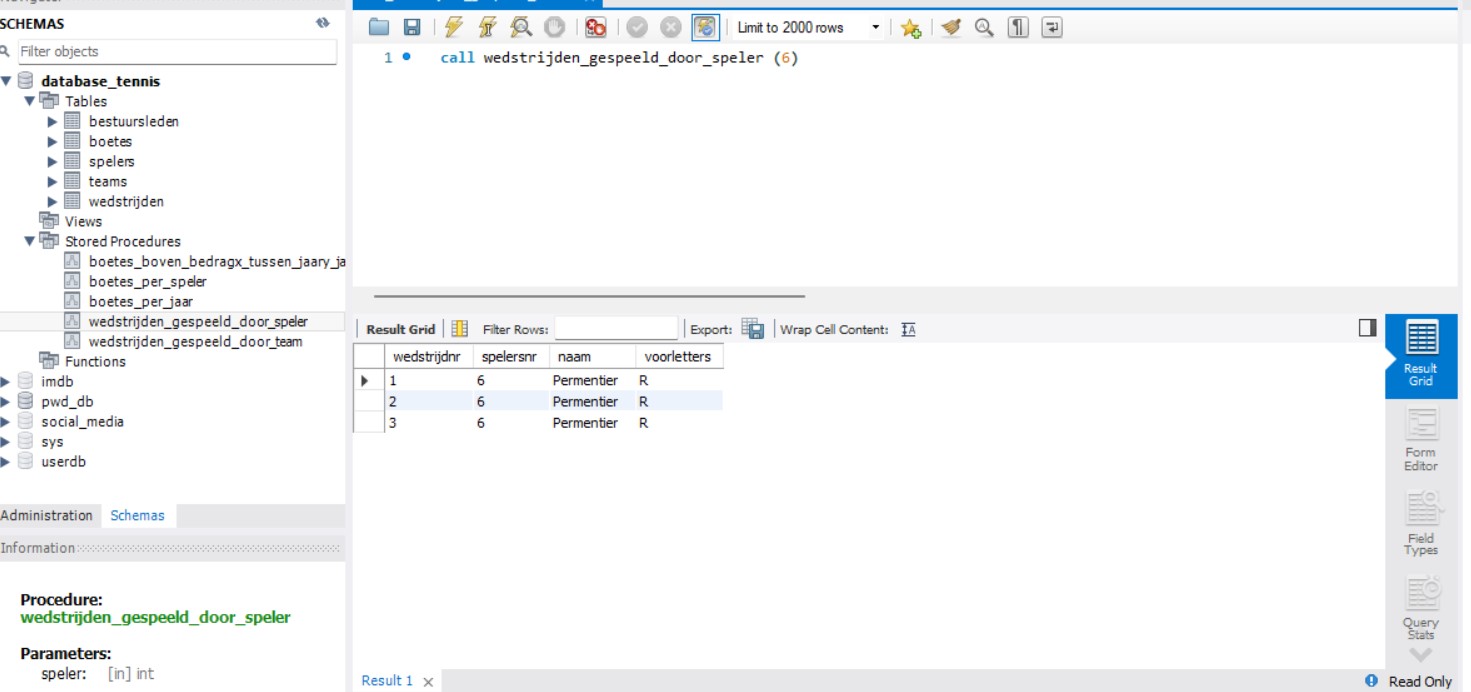 SCHEMAS
Filter objects
database_tennis
Tables
bestuursleden
boetes
spelers
teams
wedstrijden
Views
Stored Procedures
boetes_boven_bedragx_tussen_jaary_ja
boetes_per_speler
boetes_per_jaar
wedstrijden_gespeeld_door_speler
wedstrijden_gespeeld_door_team
Functions
imdb
pwd_db
social_media
sys
userdb
Administration Schemas
Information
Procedure:
wedstrijden_gespeeld_door_speler
Parameters:
speler: [in] int
Limit to 2000 rows
1 call wedstrijden_gespeeld_door_speler (6)
Result Grid Filter Rows: Export: Wrap Cell Content:
wedstrijdnr spelersnr naam voorletters
1 6 Permentier R
2 6 Permentier R
3 6 Permentier R
Result
Grid
Form
Editor
Field
Types
Query
Stats
Result 1
Read Only